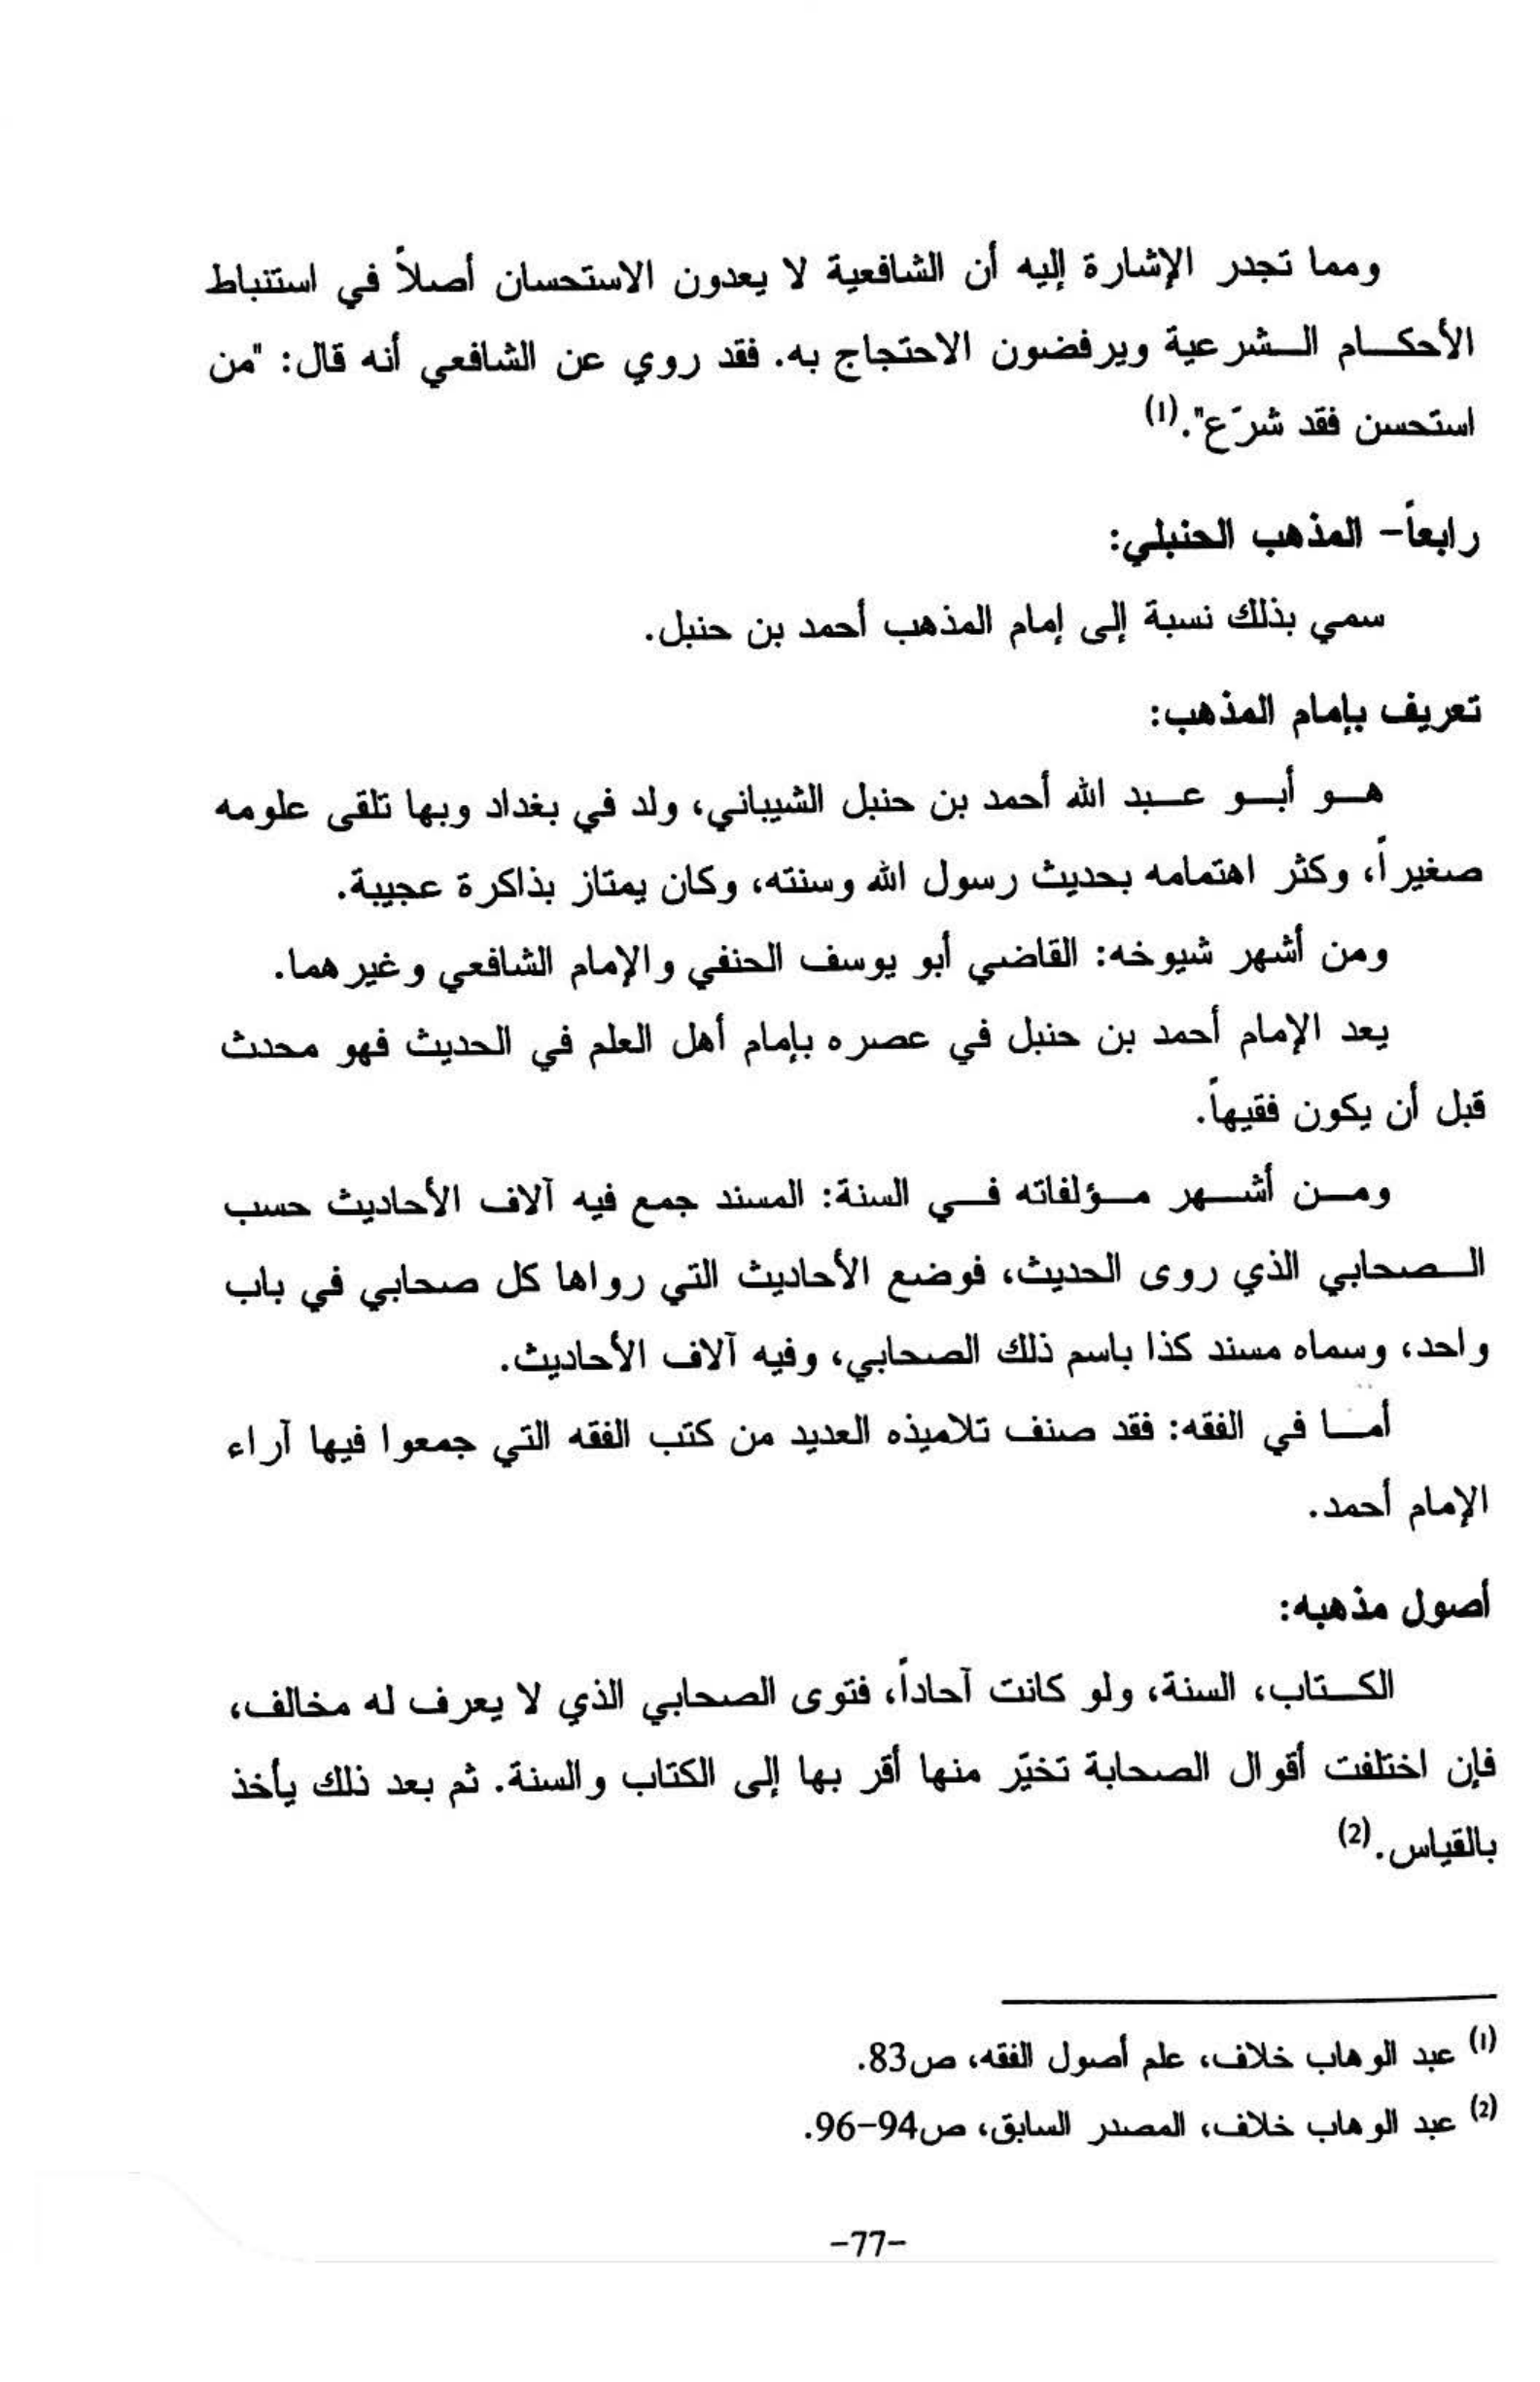 ومما تجدر الإشارة إليه أن الشافعية لا يعدون الاستحسان أصلاً في استنباط
الأحكام الشرعية ويرفضون الاحتجاج به. فقد روي عن الشافعي أنه قال: "من
استحسن فقد شرّع".(1)
رابعاً- المذهب الحنبلي:
سمي بذلك نسبة إلى إمام المذهب أحمد بن حنبل.
تعريف بإمام المذهب:
هو أبو عبد الله أحمد بن حنبل الشيباني، ولد في بغداد وبها تلقى علومه
صغيراً، وكثر اهتمامه بحديث رسول الله وسنته، وكان يمتاز بذاكرة عجيبة.
ومن أشهر شيوخه: القاضي أبو يوسف الحنفي والإمام الشافعي وغيرهما.
يعد الإمام أحمد بن حنبل في عصره بإمام أهل العلم في الحديث فهو محدث
قبل أن يكون فقيهاً.
ومن أشهر مؤلفاته في السنة: المسند جمع فيه آلاف الأحاديث حسب
الصحابي الذي روى الحديث، فوضع الأحاديث التي رواها كل صحابي في باب
واحد، وسماه مسند كذا باسم ذلك الصحابي، وفيه آلاف الأحاديث.
أما في الفقه: فقد صنف تلاميذه العديد من كتب الفقه التي جمعوا فيها آراء
الإمام أحمد.
أصول مذهبه:
الكتاب، السنة، ولو كانت آحاداً، فتوى الصحابي الذي لا يعرف له مخالف،
فإن اختلفت أقوال الصحابة تخيّر منها أقربها إلى الكتاب والسنة. ثم بعد ذلك يأخذ
بالقياس.(2)
(1) عبد الوهاب خلاف، علم أصول الفقه، ص83.
(2) عبد الوهاب خلاف، المصدر السابق، ص94-96.
-77-